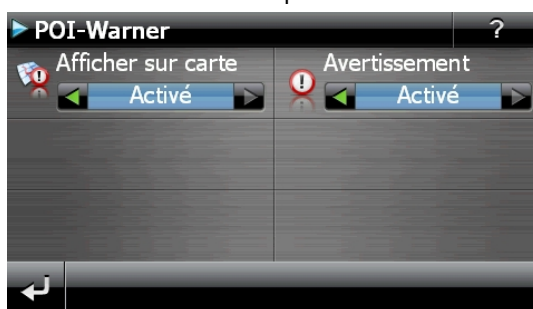 POI-Warner ?
Afficher sur carte
Activé
Avertissement
Activé